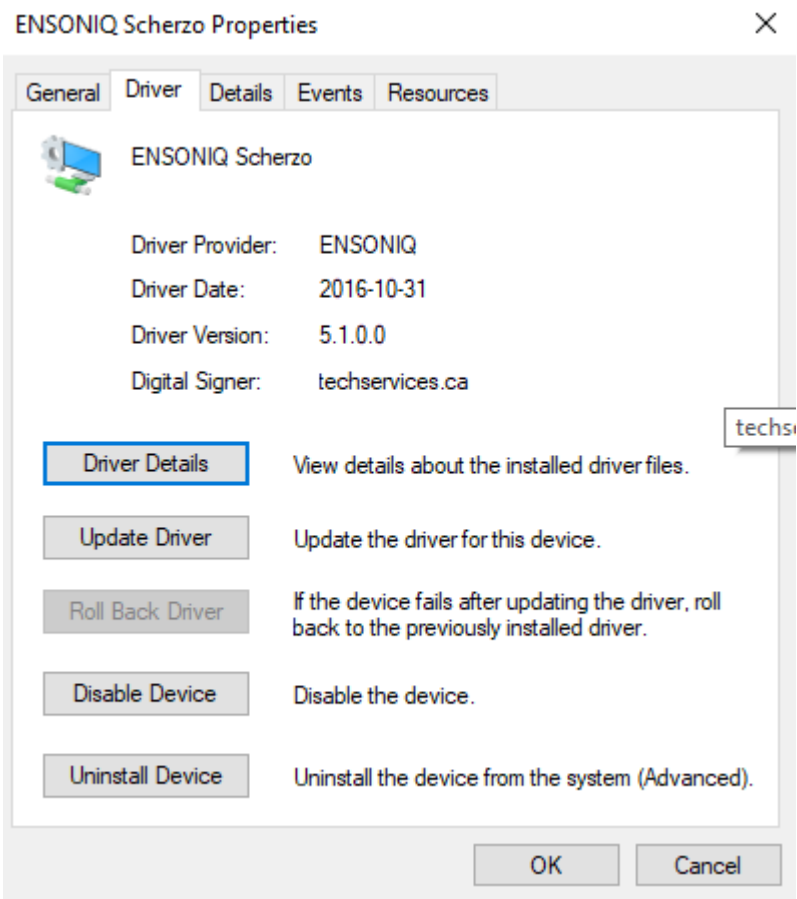 ENSONIQ Scherzo Properties
General Driver Details Events Resources
ENSONIQ Scherzo
Driver Provider: ENSONIQ
Driver Date: 2016-10-31
Driver Version: 5.1.0.0
Digital Signer: techservices.ca
techse
Driver Details View details about the installed driver files.
Update Driver Update the driver for this device.
Roll Back Driver If the device fails after updating the driver, roll
back to the previously installed driver.
Disable Device Disable the device.
Uninstall Device Uninstall the device from the system (Advanced).
OK Cancel